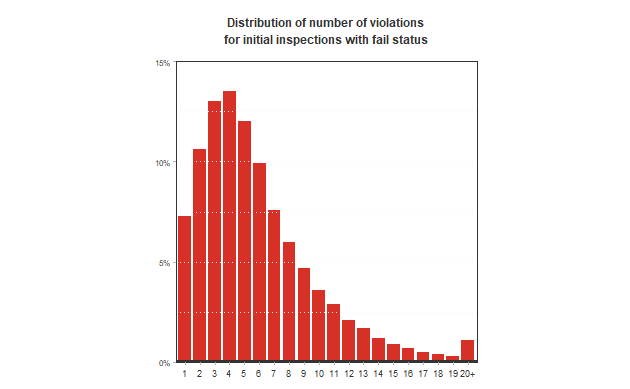 Distribution of number of violations
for initial inspections with fail status
15%
10%
5%
0%
1 2 3 4 5 6 7 8 9 10 11 12 13 14 15 16 17 18 19 20+